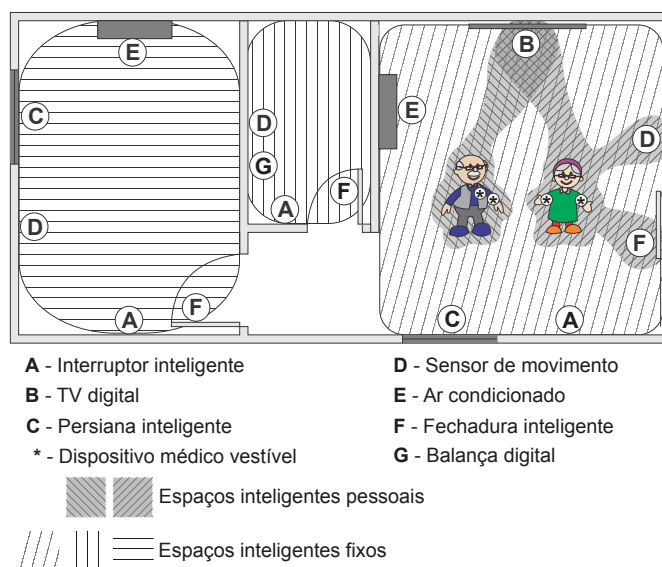 E
B
C
E
D
D
G
F
A
D
F
F
A
C
A
* *
* *
A - Interruptor inteligente
B - TV digital
C - Persiana inteligente
* - Dispositivo médico vestível
D - Sensor de movimento
E - Ar condicionado
F - Fechadura inteligente
G - Balança digital
Espaços inteligentes pessoais
Espaços inteligentes fixos